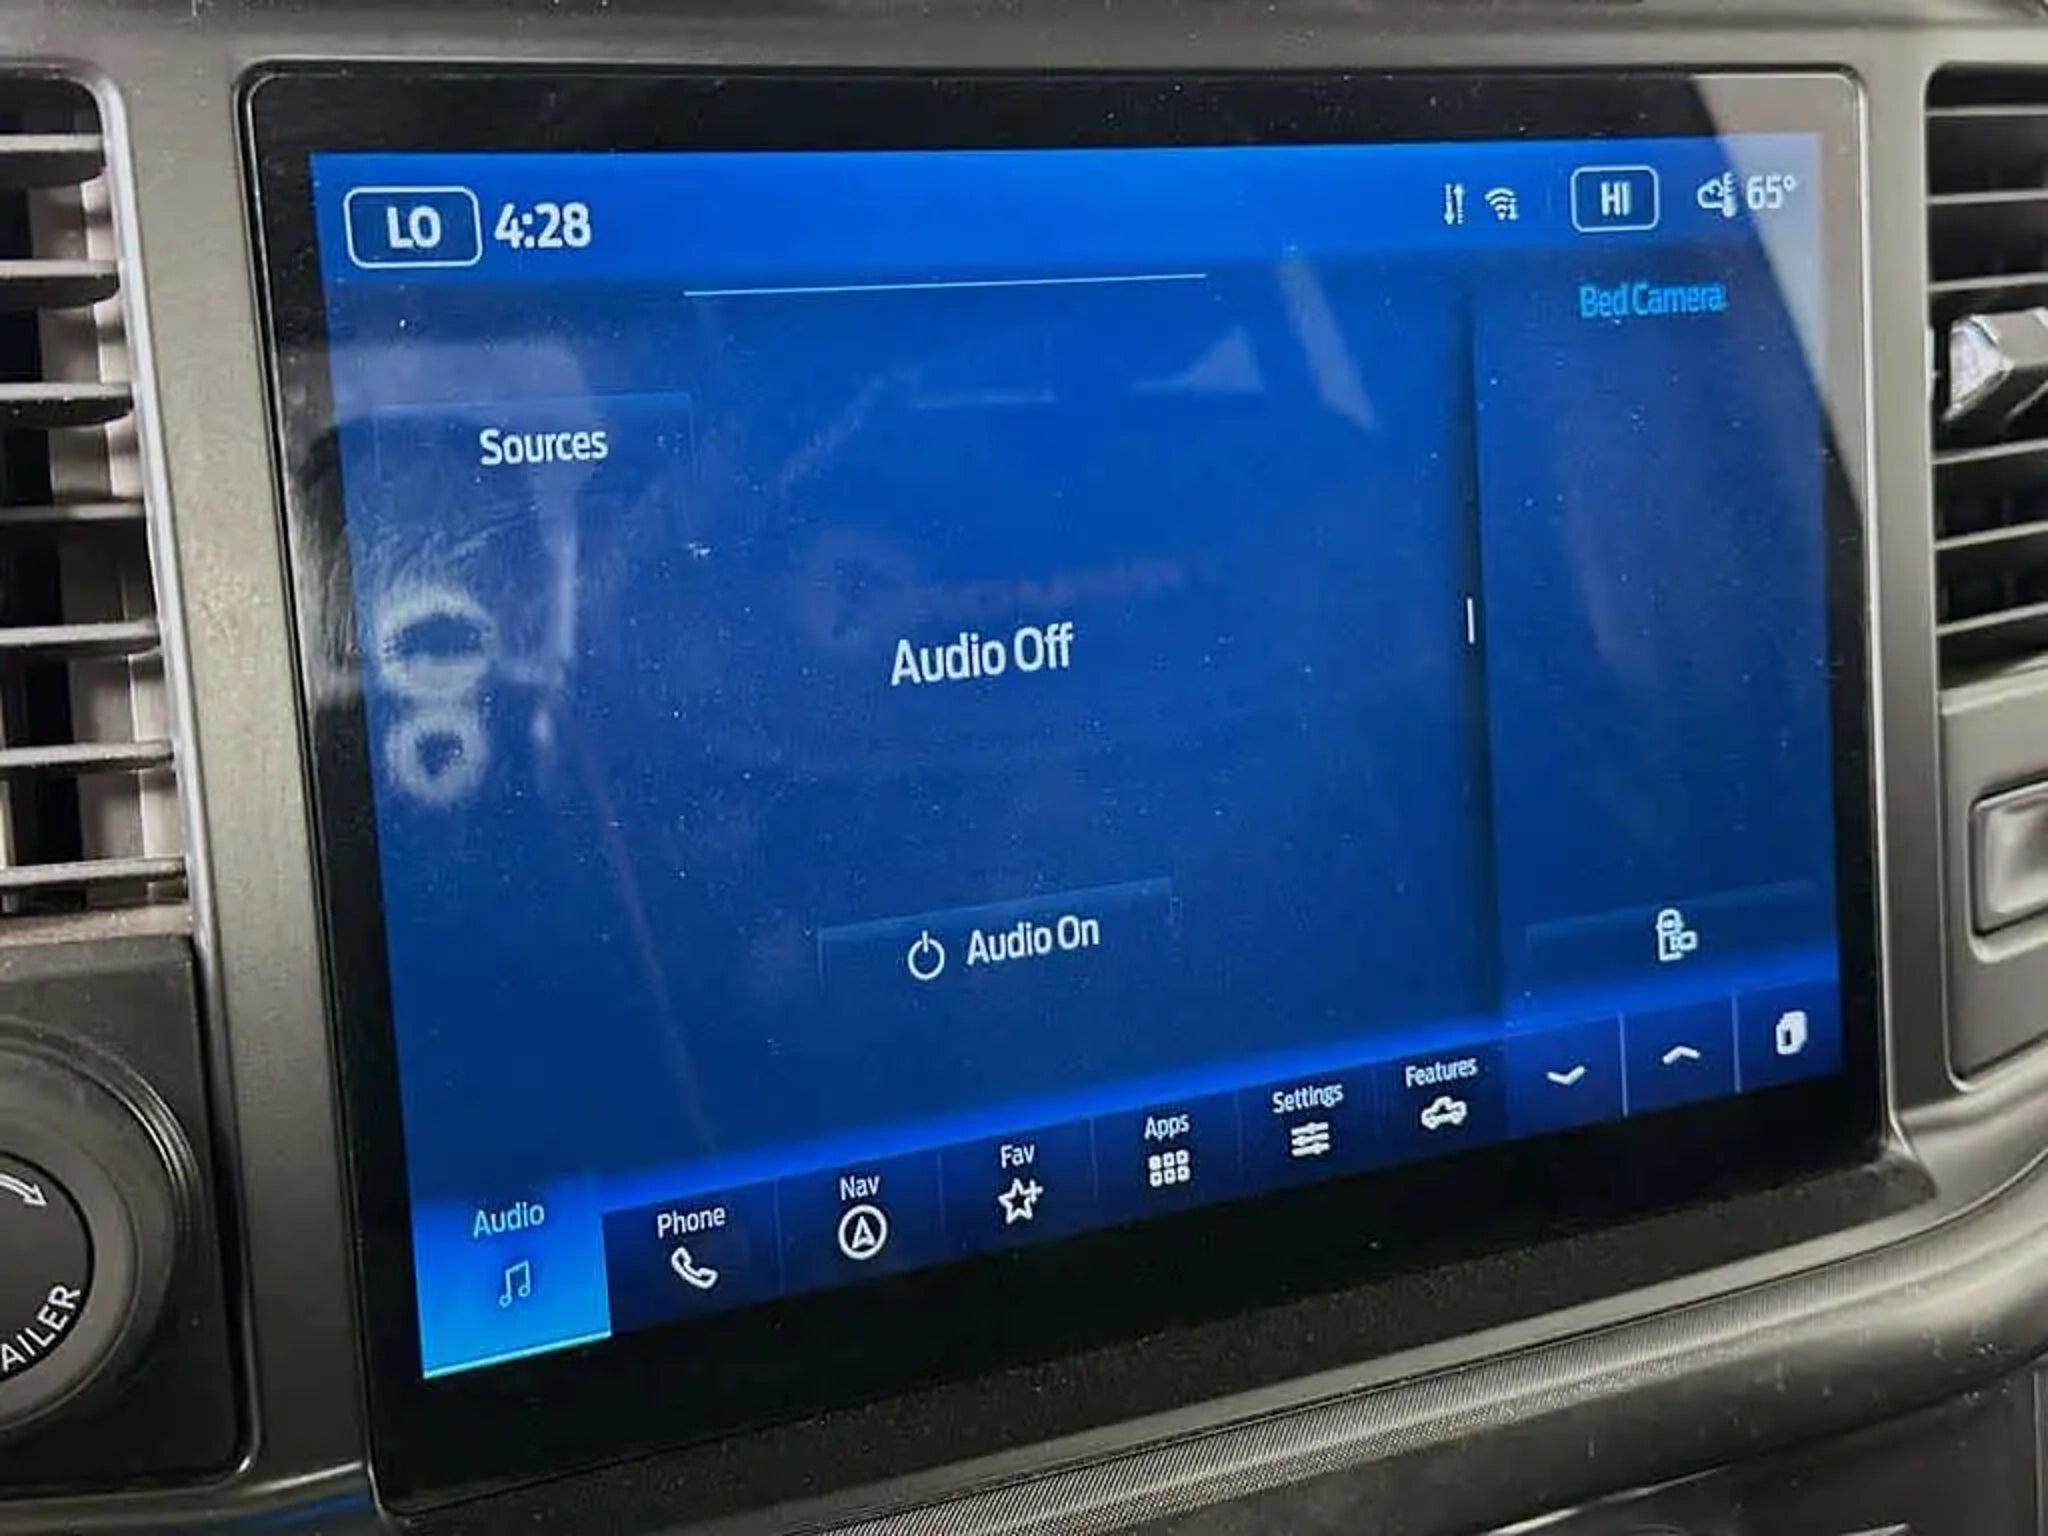 LO 4:28 HI 65°
Bed Camera
Sources
Audio Off
Audio On
Audio Phone Nav Fav Apps Settings Features
AILER